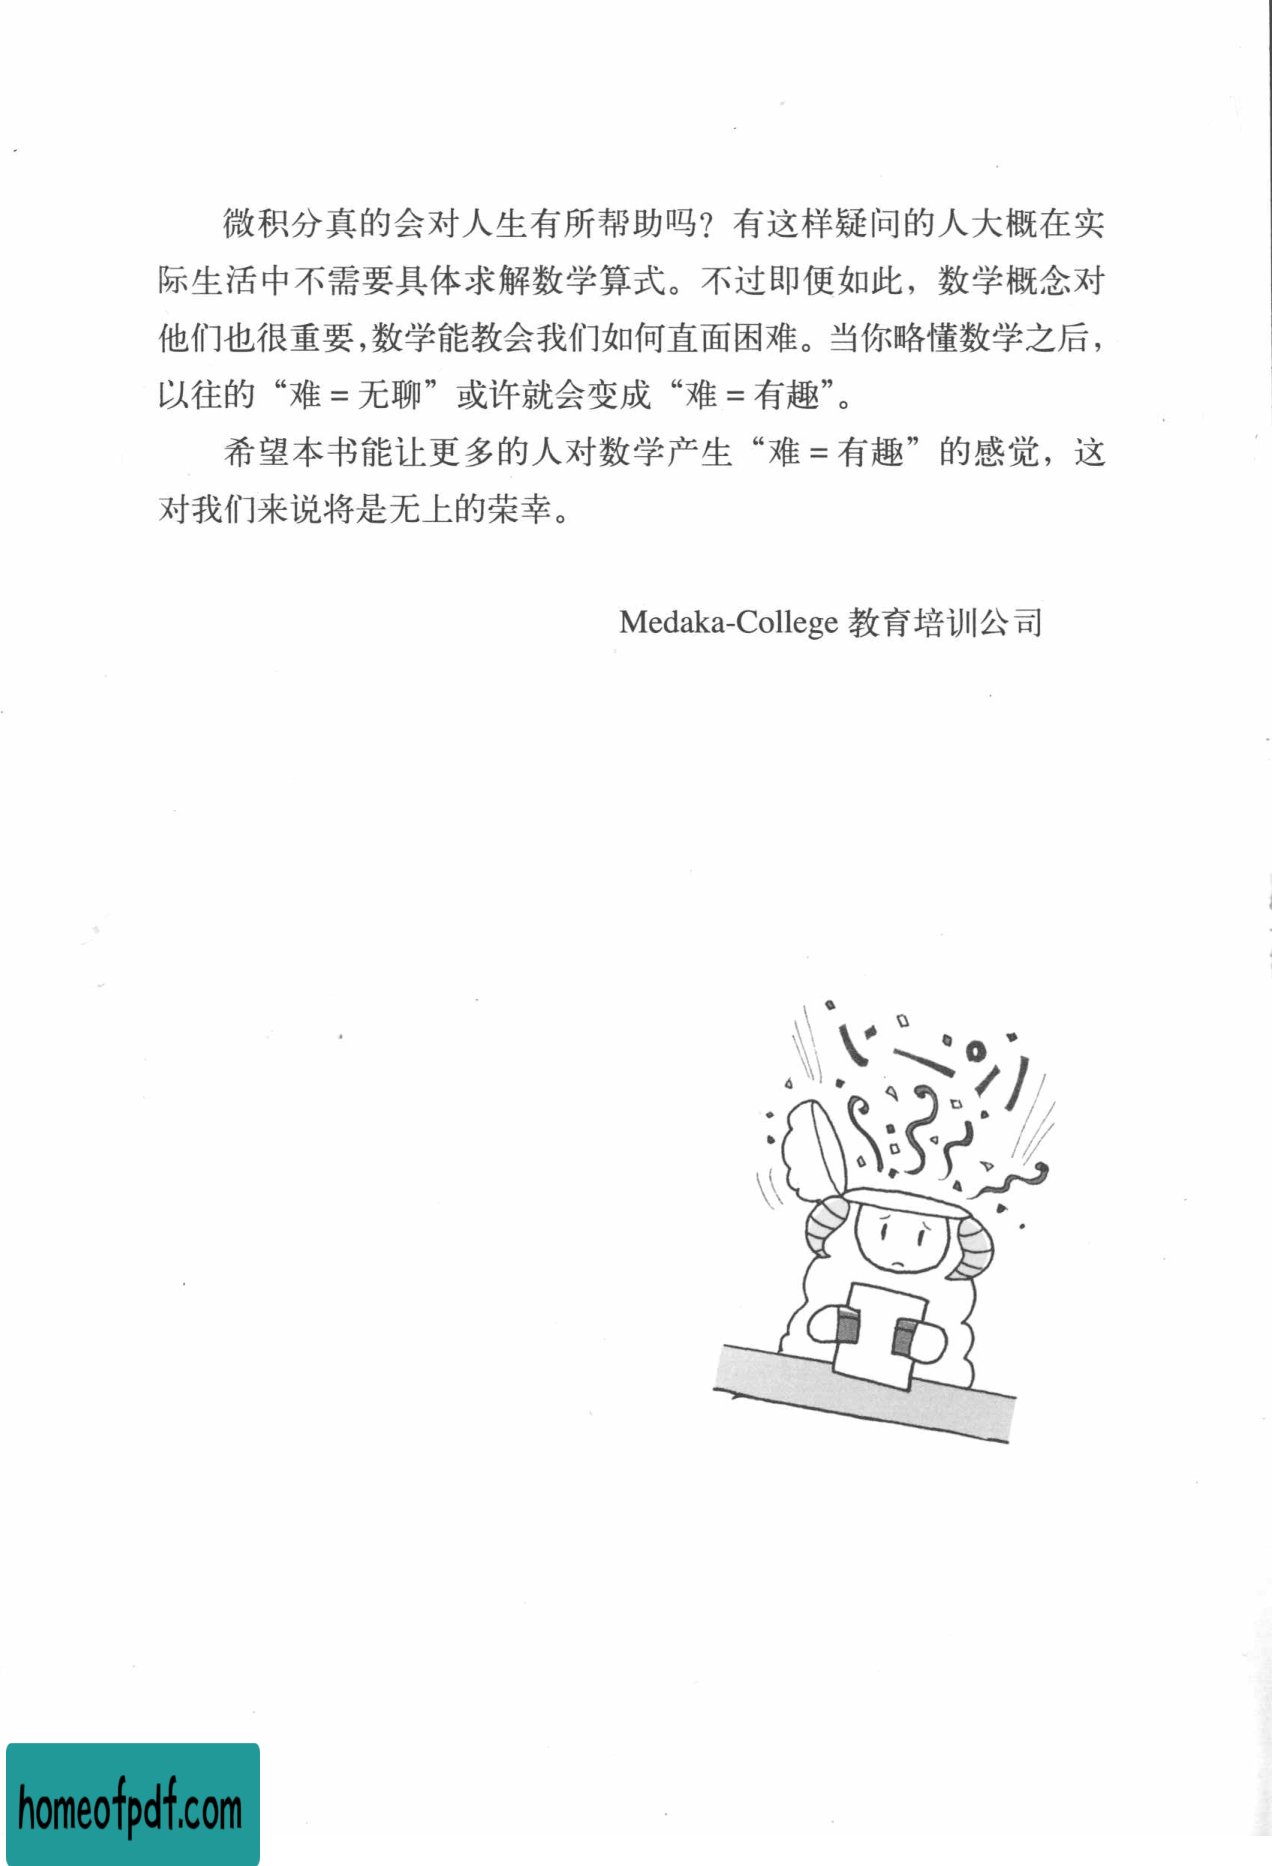 微积分真的会对人生有所帮助吗？有这样疑问的人大概在实
际生活中不需要具体求解数学算式。不过即便如此，数学概念对
他们也很重要，数学能教会我们如何直面困难。当你略懂数学之后，
以往的“难 = 无聊”或许就会变成“难 = 有趣”。
希望本书能让更多的人对数学产生“难 = 有趣”的感觉，这
对我们来说将是无上的荣幸。
Medaka-College 教育培训公司
homeofpdf.com